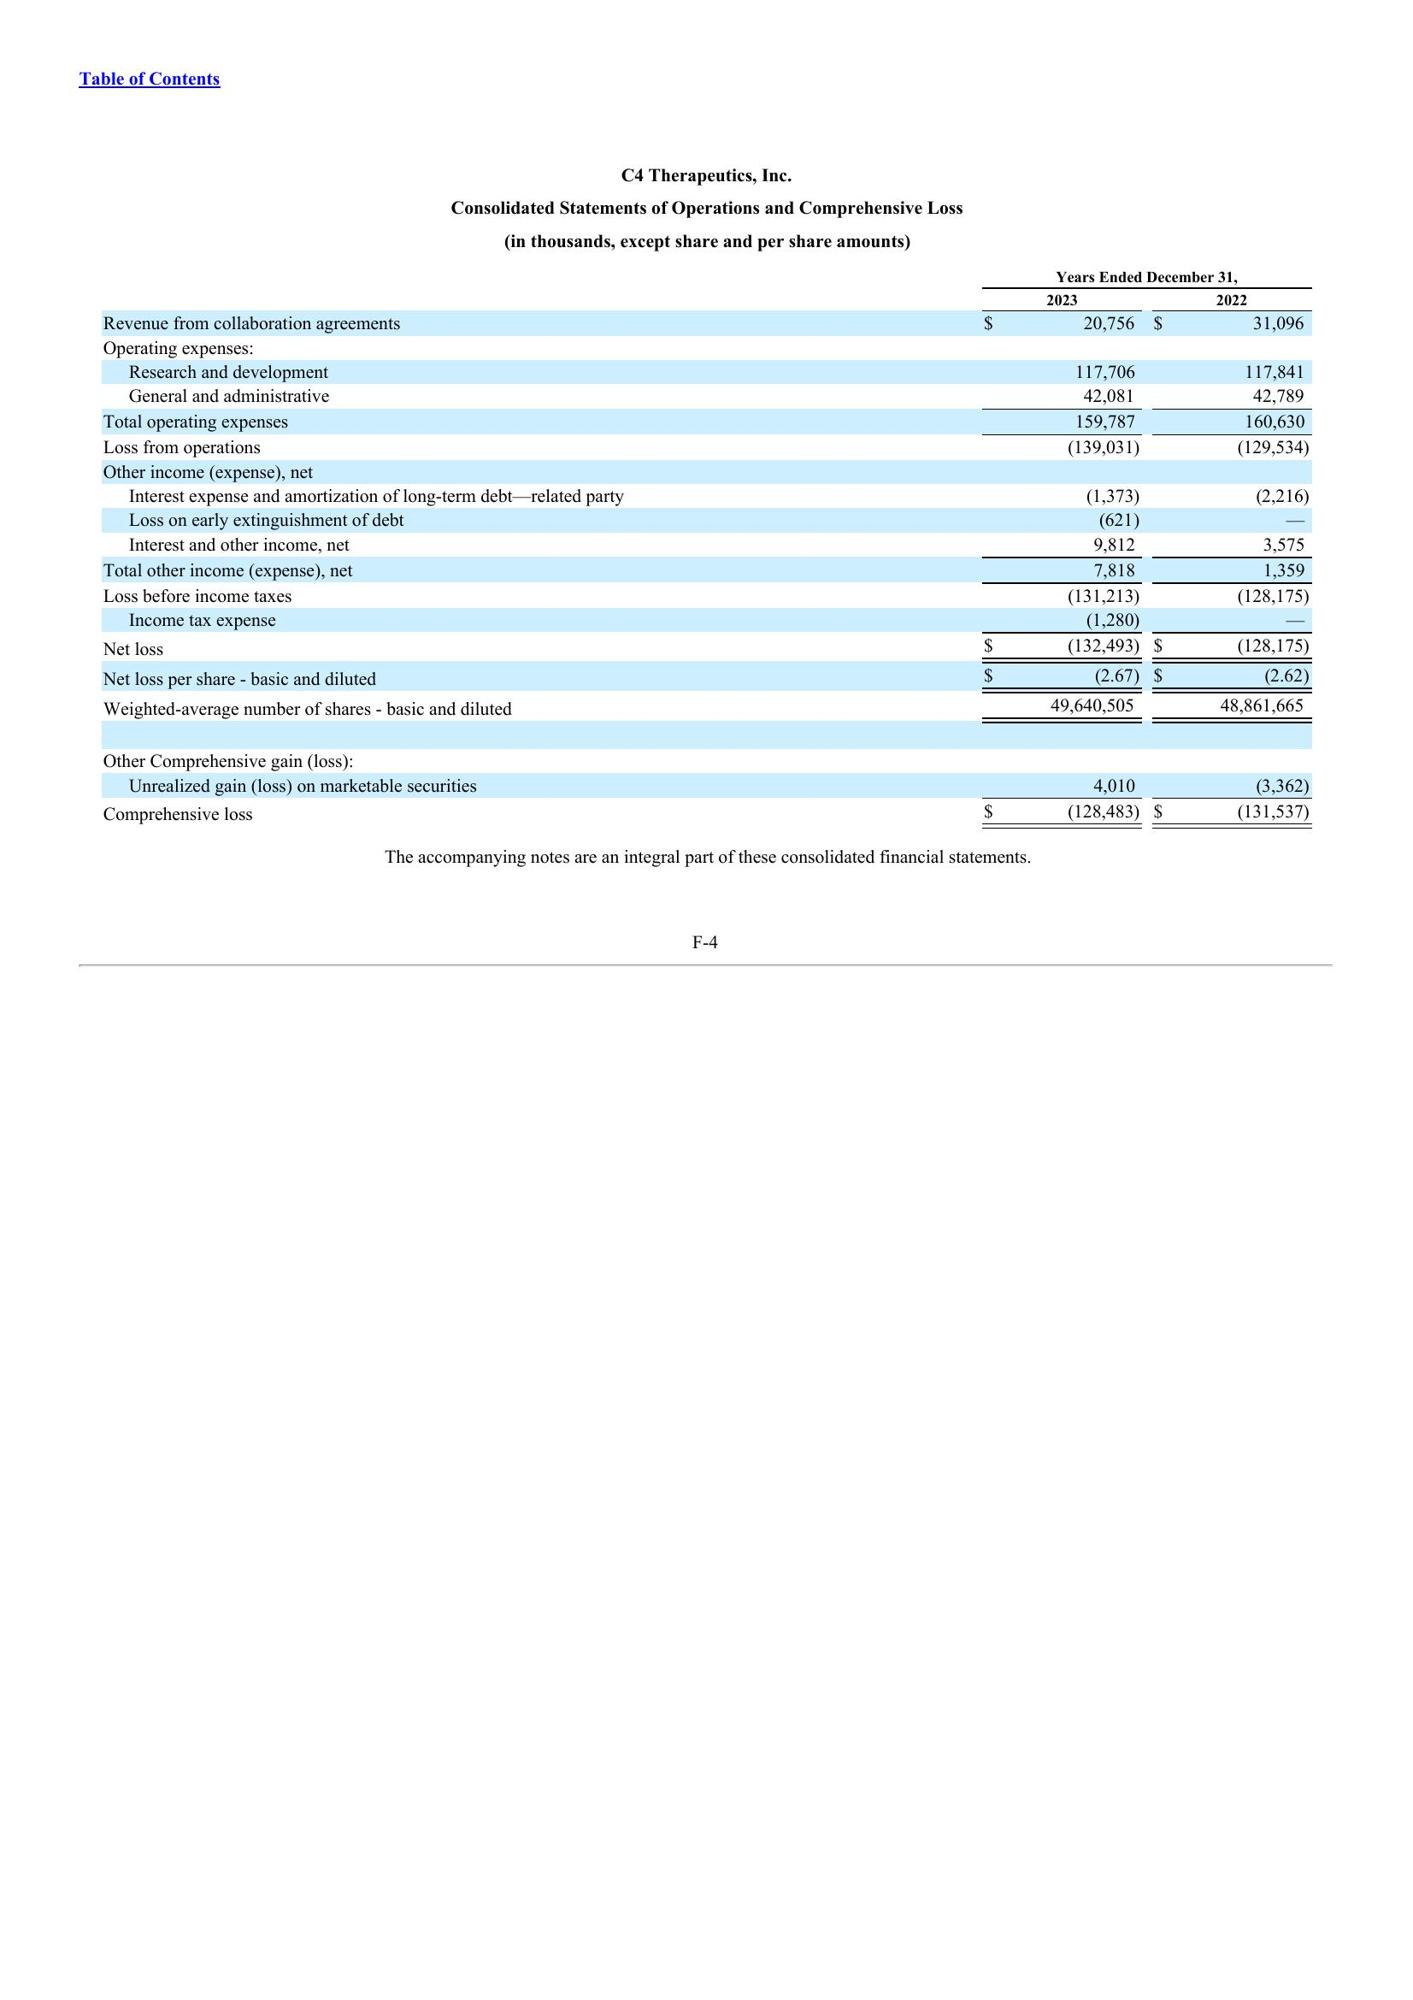 Table of Contents
C4 Therapeutics, Inc.
Consolidated Statements of Operations and Comprehensive Loss
(in thousands, except share and per share amounts)
Years Ended December 31,
2023 2022
Revenue from collaboration agreements $ 20,756 $ 31,096
Operating expenses:
Research and development 117,706 117,841
General and administrative 42,081 42,789
Total operating expenses 159,787 160,630
Loss from operations (139,031) (129,534)
Other income (expense), net
Interest expense and amortization of long-term debt—related party (1,373) (2,216)
Loss on early extinguishment of debt (621) —
Interest and other income, net 9,812 3,575
Total other income (expense), net 7,818 1,359
Loss before income taxes (131,213) (128,175)
Income tax expense (1,280) —
Net loss $ (132,493) $ (128,175)
Net loss per share - basic and diluted $ (2.67) $ (2.62)
Weighted-average number of shares - basic and diluted 49,640,505 48,861,665
Other Comprehensive gain (loss):
Unrealized gain (loss) on marketable securities 4,010 (3,362)
Comprehensive loss $ (128,483) $ (131,537)
The accompanying notes are an integral part of these consolidated financial statements.
F-4